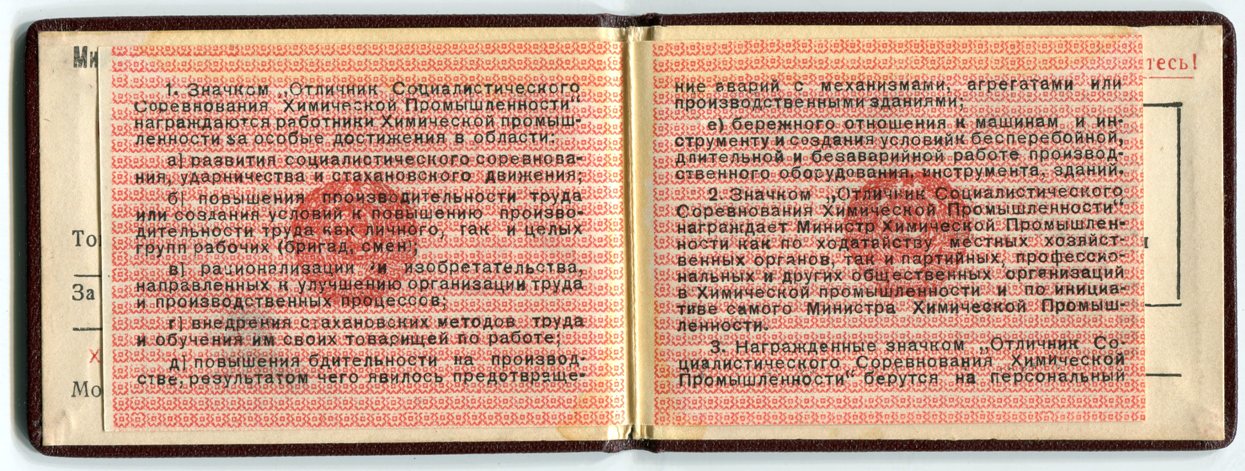 1. Значком „Отличник Социалистического
Соревнования Химической Промышленности"
награждаются работники Химической промыш-
ленности за особые достижения в области:
а) развития социалистического соревнова-
ния, ударничества и стахановского движения;
б) повышения производительности труда
или создания условий к повышению произво-
дительности труда как личного, так и целых
групп рабочих (бригад, смен);
в) рационализации и изобретательства,
направленных к улучшению организации труда
и производственных процессов;
г) внедрения стахановских методов труда
и обучения им своих товарищей по работе;
д) повышения бдительности на производ-
стве, результатом чего явилось предотвраще-
ние аварий с механизмами, агрегатами или
производственными зданиями;
е) бережного отношения к машинам и ин-
струменту и создания условийк бесперебойной,
длительной и безаварийной работе производ-
ственного оборудования, инструмента, зданий.
2. Значком „Отличник Социалистического
Соревнования Химической Промышленности"
награждает Министр Химической Промышлен-
ности как по ходатайству местных хозяйст-
венных органов, так и партийных, профессио-
нальных и других общественных организаций
в Химической промышленности и по инициа-
тиве самого Министра Химической Промыш-
ленности.
3. Награжденные значком „Отличник Со-
циалистического Соревнования Химической
Промышленности" берутся на персональный
Ми
То
За
Х
Мо
тесь!